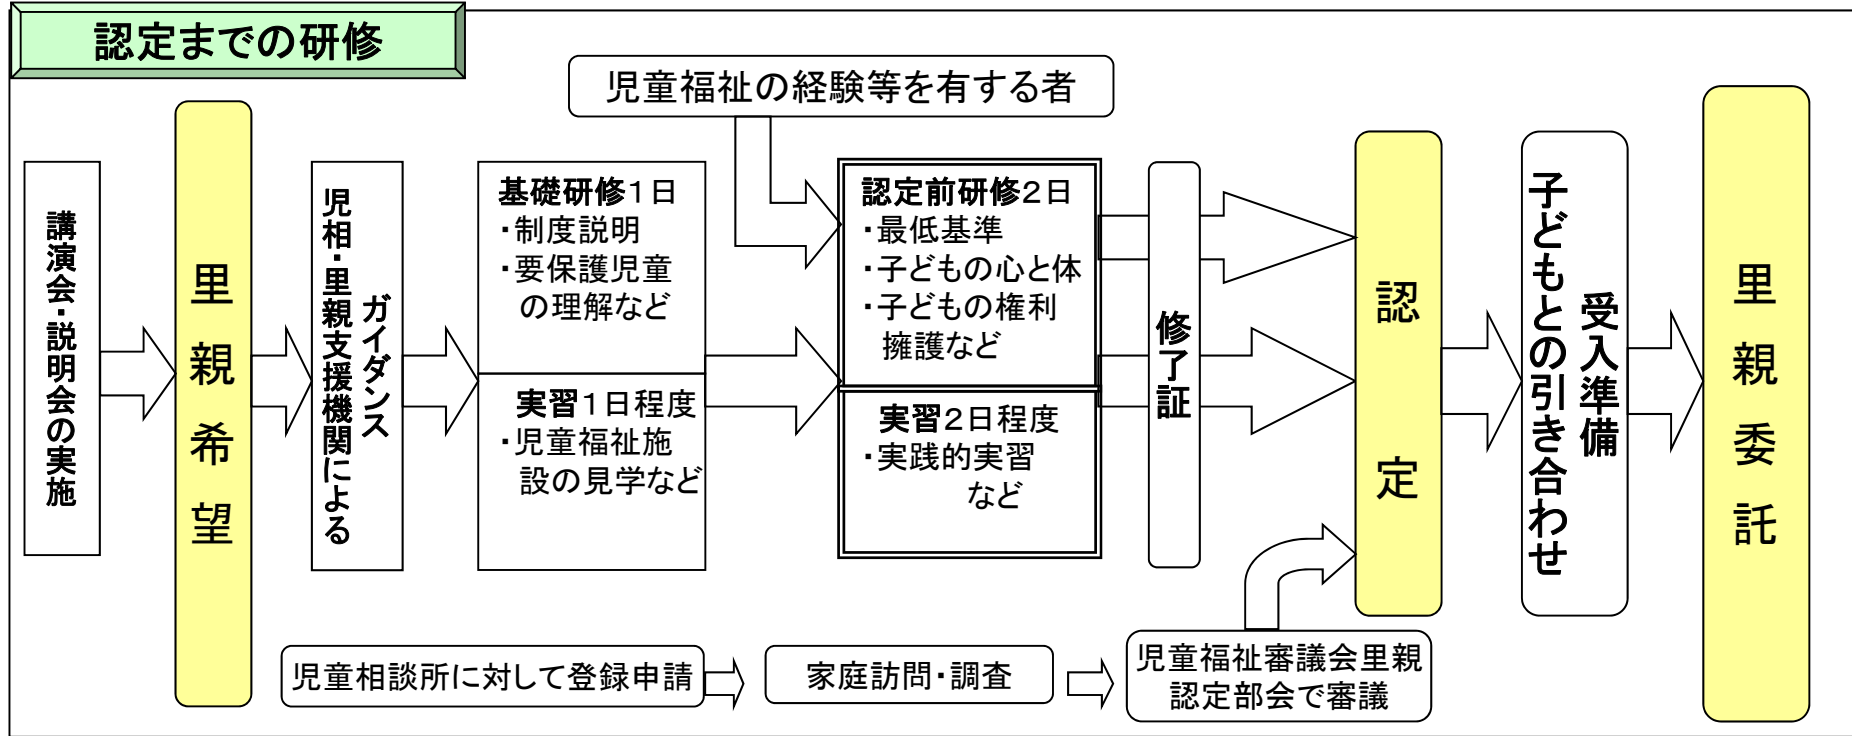 認定までの研修
児童福祉の経験等を有する者
講演会・説明会の実施
里親希望
児相・里親支援機関による
ガイダンス
基礎研修1日
・制度説明
・要保護児童
の理解など
実習1日程度
・児童福祉施
設の見学など
認定前研修2日
・最低基準
・子どもの心と体
・子どもの権利
擁護など
実習2日程度
・実践的実習
など
修了証
認定
受入準備
子どもとの引き合わせ
里親委託
児童相談所に対して登録申請
家庭訪問・調査
児童福祉審議会里親
認定部会で審議